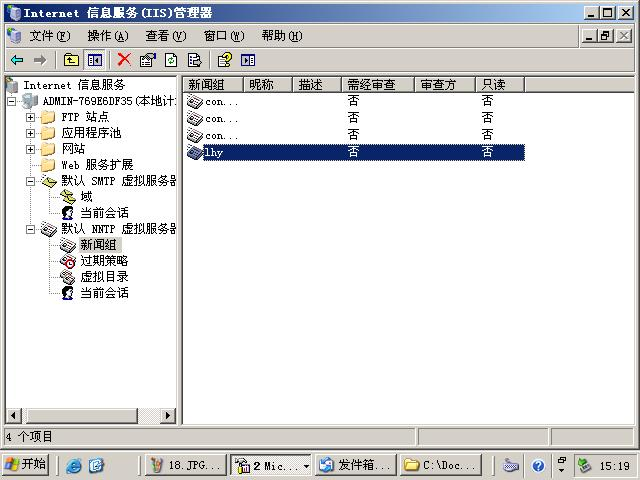 Internet 信息服务(IIS)管理器
文件(F) 操作(A) 查看(V) 窗口(W) 帮助(H)
Internet 信息服务
ADMIN-769E6DF35(本地计
FTP 站点
应用程序池
网站
Web 服务扩展
默认 SMTP 虚拟服务器
域
当前会话
默认 NNTP 虚拟服务器
新闻组
过期策略
虚拟目录
当前会话
新闻组 昵称 描述 需经审查 审查方 只读
con... 否 否
con... 否 否
con... 否 否
lhy 否 否
4 个项目
开始 18.JPG... 2 Mic... 发件箱... C:\Doc... 15:19